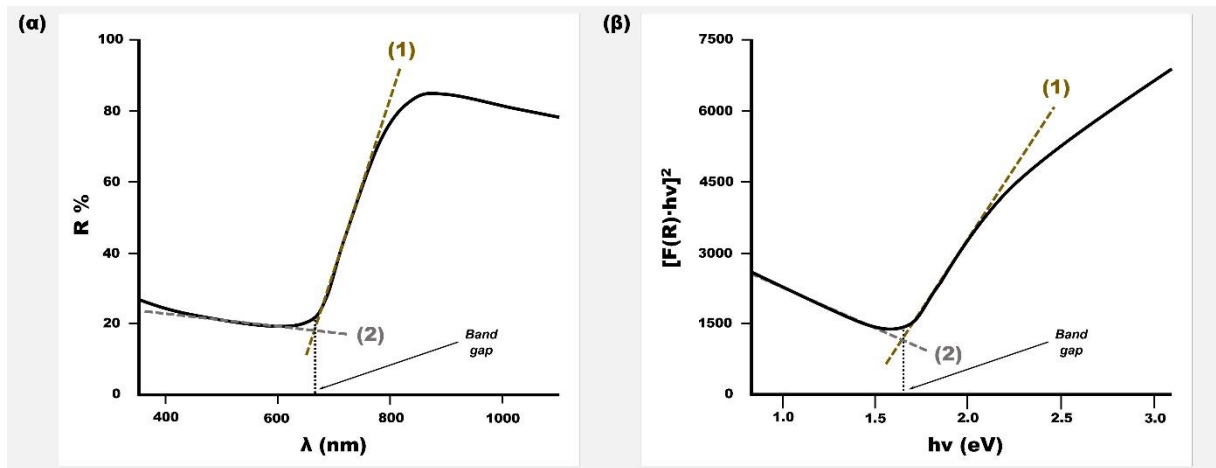 (α)
100
80
60
40
20
0
R %
400
600
800
1000
λ (nm)
(1)
(2)
Band
gap
(β)
7500
6000
4500
3000
1500
0
[F(R)·hv]²
1.0
1.5
2.0
2.5
3.0
hv (eV)
(1)
(2)
Band
gap